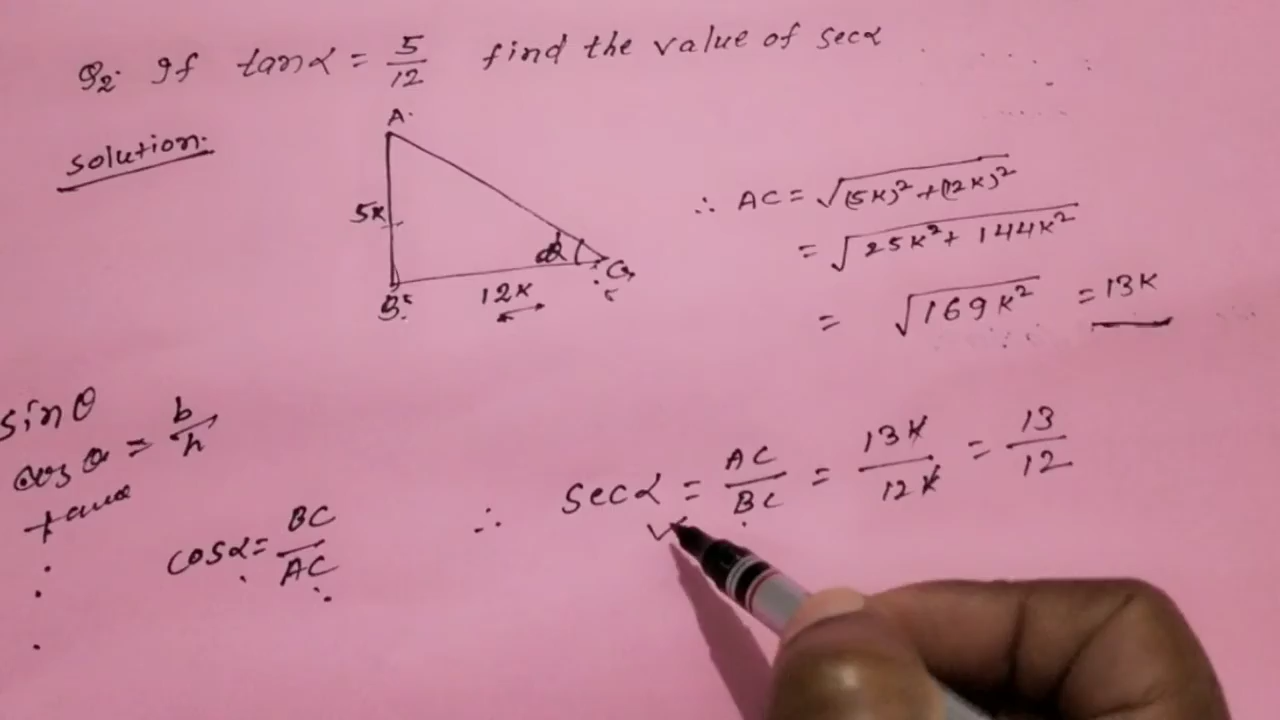 Q2. If tanα = 5/12 find the value of secα
Solution.
A
5K
B
12K
α
C
∴ AC = √(5K)² + (12K)²
= √25K² + 144K²
= √169K² = 13K
sinθ
cosθ = b/h
tanθ
cosα = BC/AC
∴ secα = AC/BC = 13K/12K = 13/12